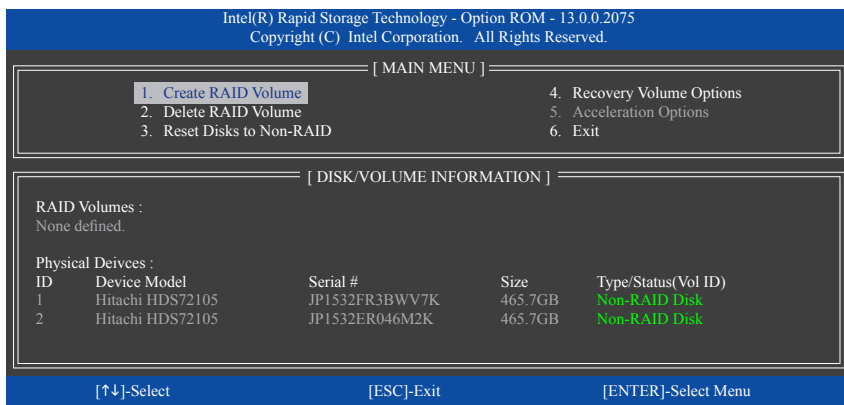 Intel(R) Rapid Storage Technology - Option ROM - 13.0.0.2075
Copyright (C) Intel Corporation. All Rights Reserved.
[ MAIN MENU ]
1. Create RAID Volume
2. Delete RAID Volume
3. Reset Disks to Non-RAID
4. Recovery Volume Options
5. Acceleration Options
6. Exit
[ DISK/VOLUME INFORMATION ]
RAID Volumes :
None defined.
Physical Deivces :
ID Device Model Serial # Size Type/Status(Vol ID)
1 Hitachi HDS72105 JP1532FR3BWV7K 465.7GB Non-RAID Disk
2 Hitachi HDS72105 JP1532ER046M2K 465.7GB Non-RAID Disk
[↑↓]-Select [ESC]-Exit [ENTER]-Select Menu